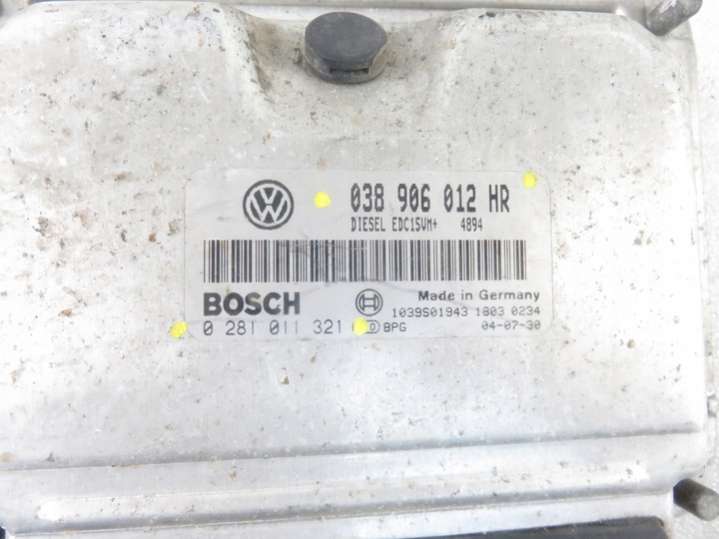 038 906 012 HR
DIESEL EDC15VM+ 4894
BOSCH
Made in Germany
1039S01943 1803 0234
0 281 011 321
BPG
04-07-30